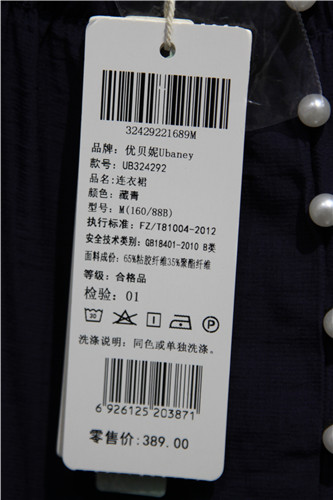 32429221689M
品牌：优贝妮Ubaney
款号：UB324292
品名：连衣裙
颜色：藏青
型号：M(160/88B)
执行标准：FZ/T81004-2012
安全技术类别：GB18401-2010 B类
面料成份：65%粘胶纤维35%聚酯纤维
等级：合格品
检验：01
30 P
洗涤说明：同色或单独洗涤。
6926125203871
零售价:389.00